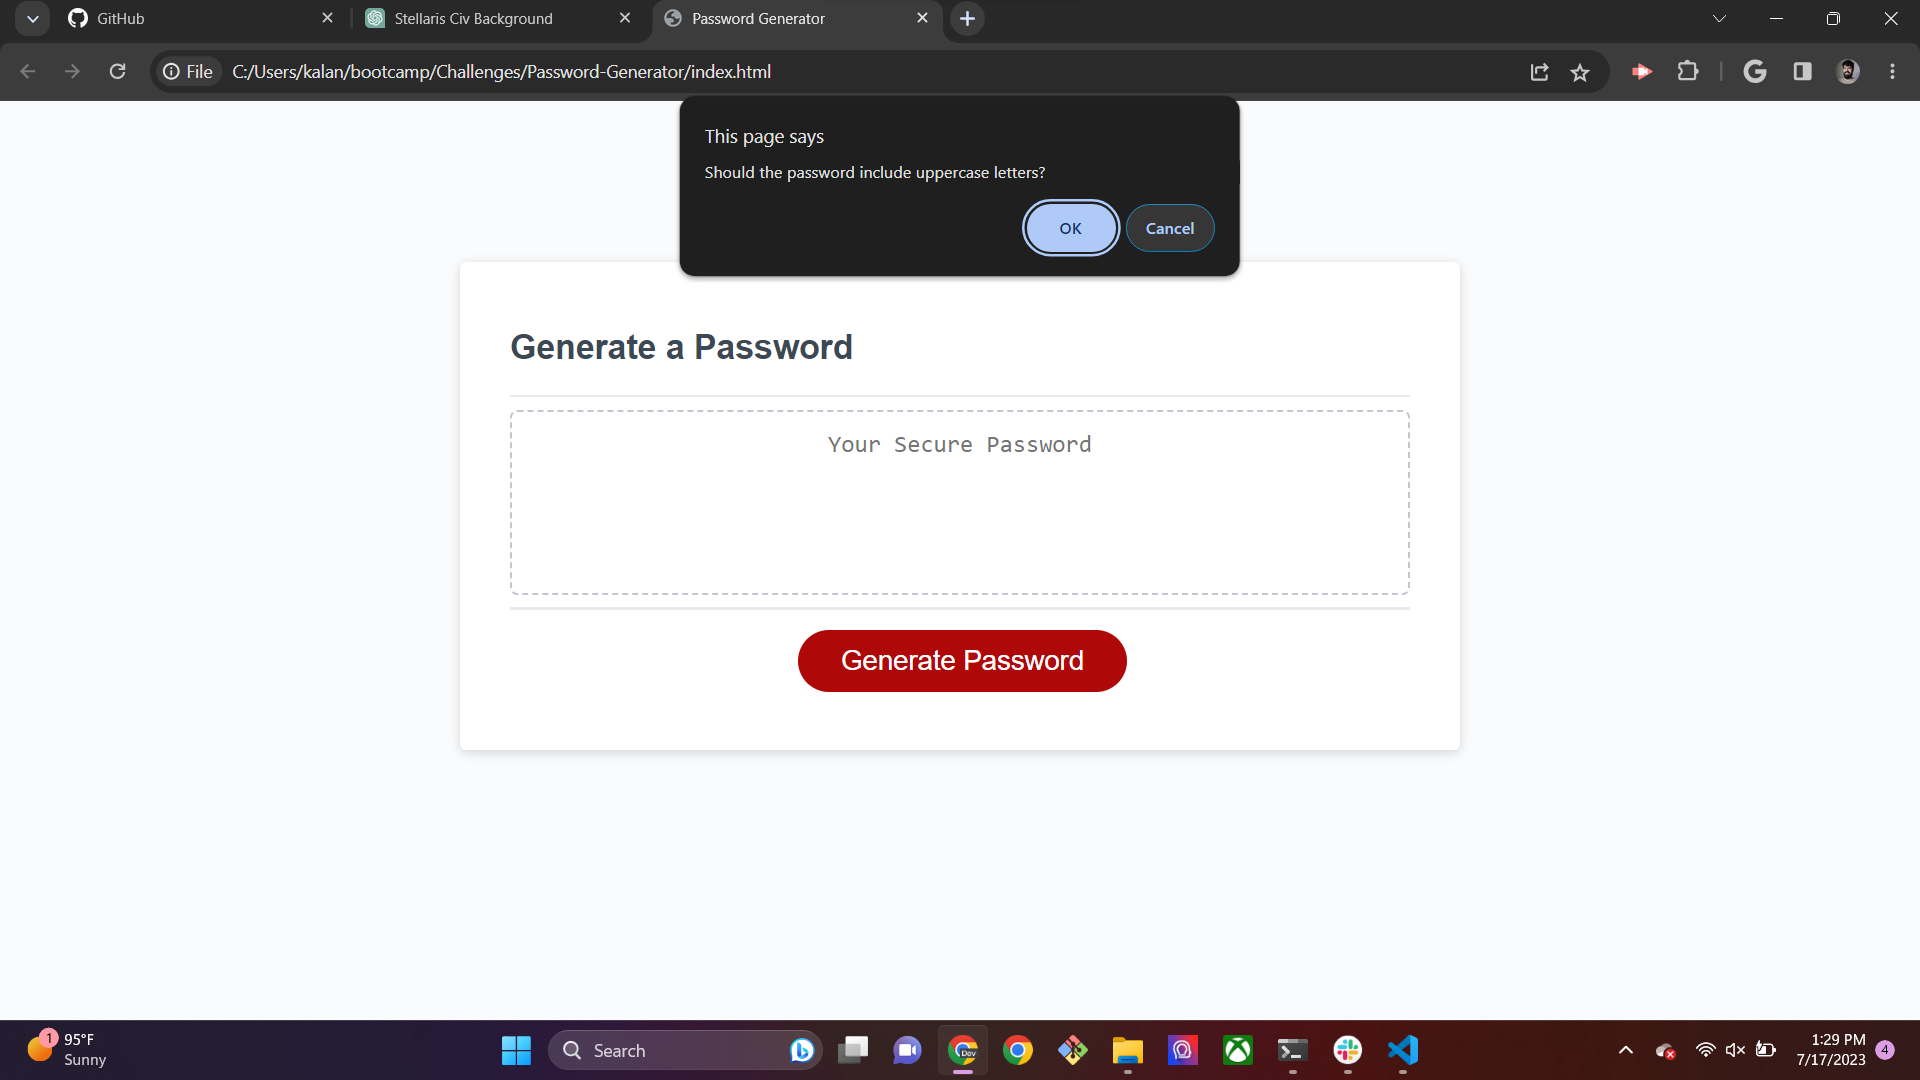 GitHub
Stellaris Civ Background
Password Generator
File
C:/Users/kalan/bootcamp/Challenges/Password-Generator/index.html
This page says
Should the password include uppercase letters?
OK
Cancel
Generate a Password
Your Secure Password
Generate Password
1
95°F
Sunny
Search
Dev
1:29 PM
7/17/2023
4